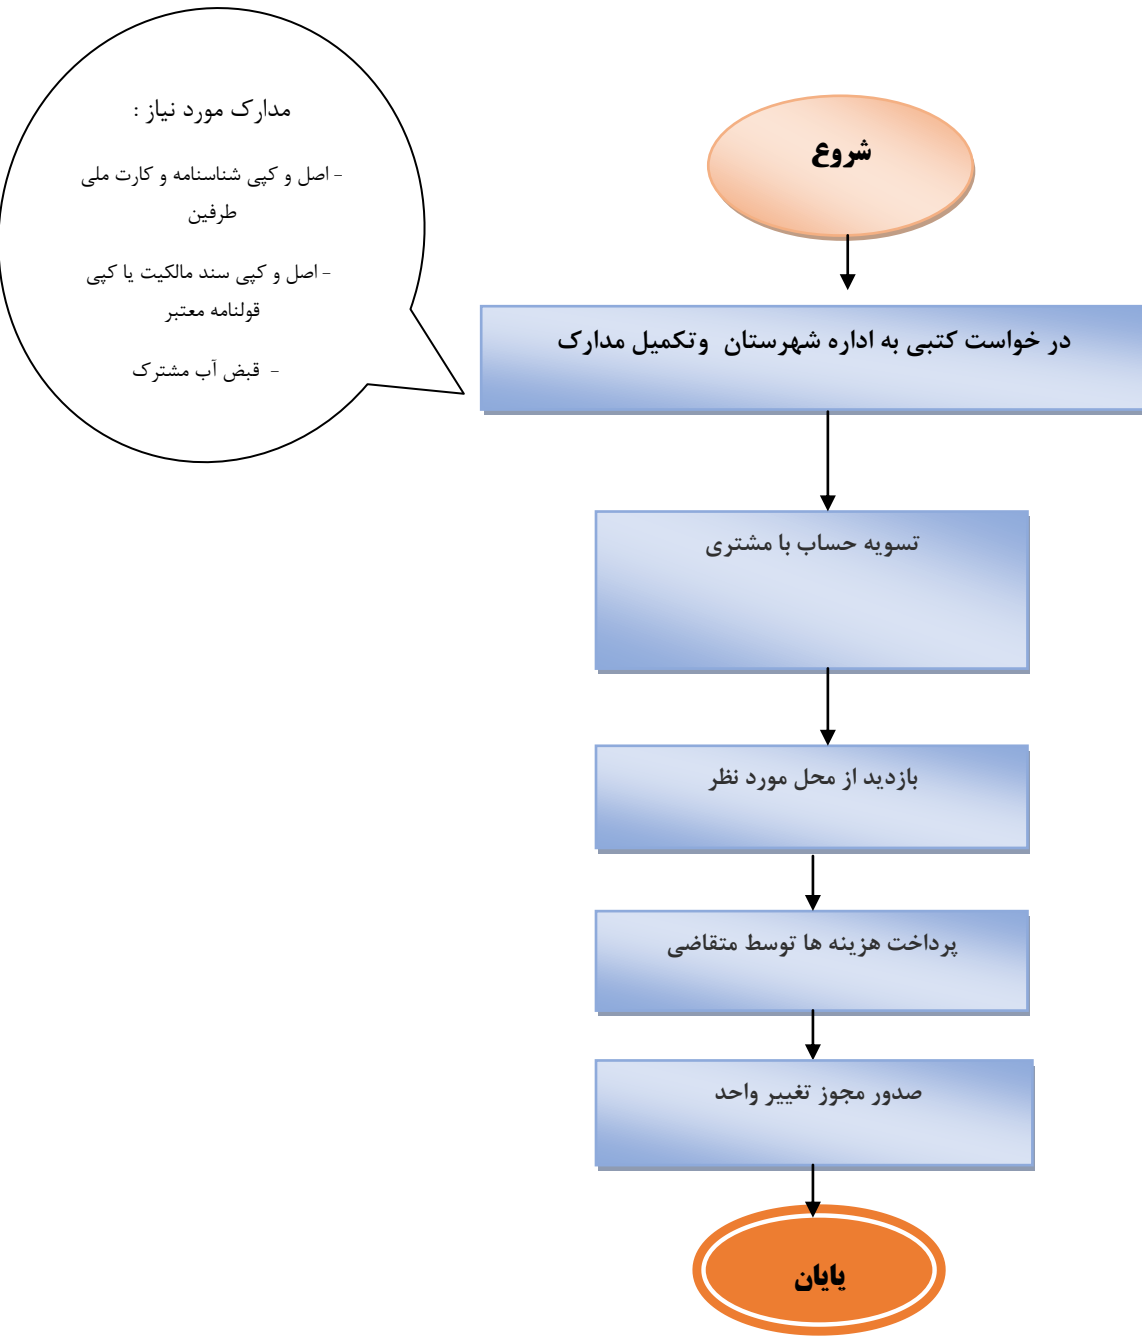 مدارک مورد نیاز :
- اصل و کپی شناسنامه و کارت ملی
طرفین
- اصل و کپی سند مالکیت یا کپی
قولنامه معتبر
- قبض آب مشترک
شروع
در خواست کتبی به اداره شهرستان وتکمیل مدارک
تسویه حساب با مشتری
بازدید از محل مورد نظر
پرداخت هزینه ها توسط متقاضی
صدور مجوز تغییر واحد
پایان